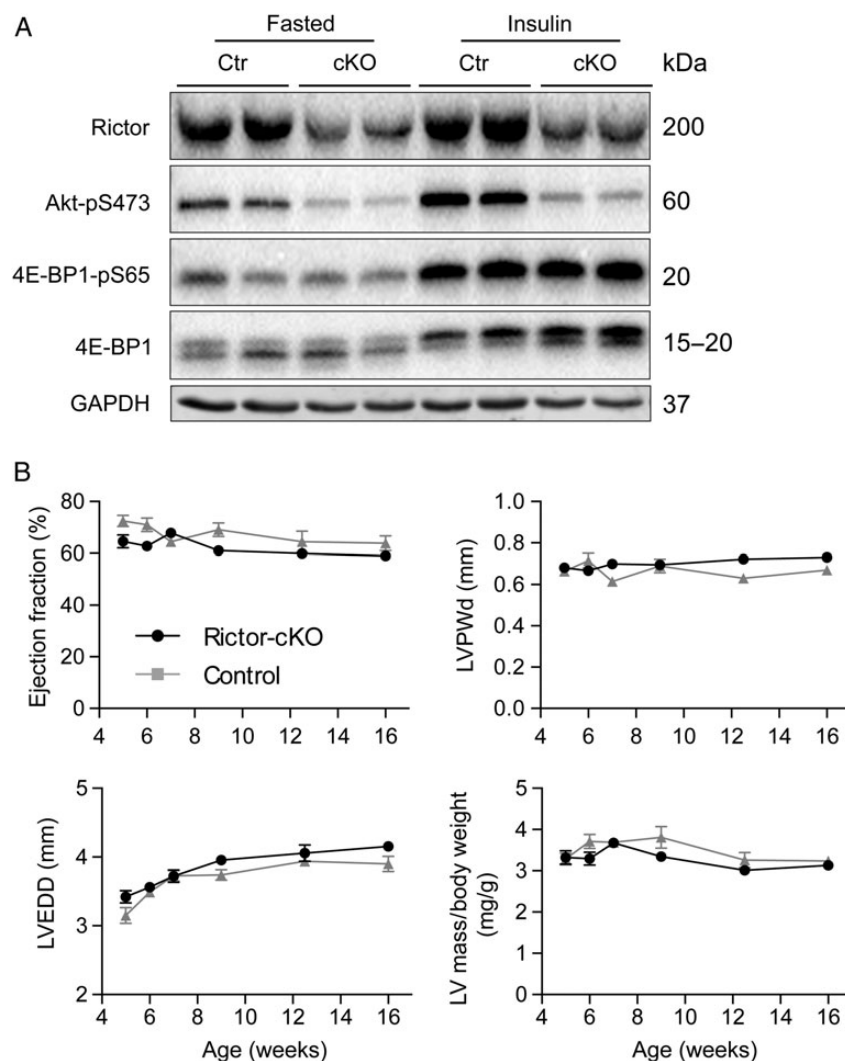 A
Fasted Insulin
Ctr cKO Ctr cKO kDa
Rictor 200
Akt-pS473 60
4E-BP1-pS65 20
4E-BP1 15–20
GAPDH 37
B
Ejection fraction (%)
80
60
40
20
0
Rictor-cKO
Control
4 6 8 10 12 14 16
LVPWd (mm)
1.0
0.8
0.6
0.4
0.2
0.0
4 6 8 10 12 14 16
LVEDD (mm)
5
4
3
2
4 6 8 10 12 14 16
Age (weeks)
LV mass/body weight
(mg/g)
5
4
3
2
1
0
4 6 8 10 12 14 16
Age (weeks)